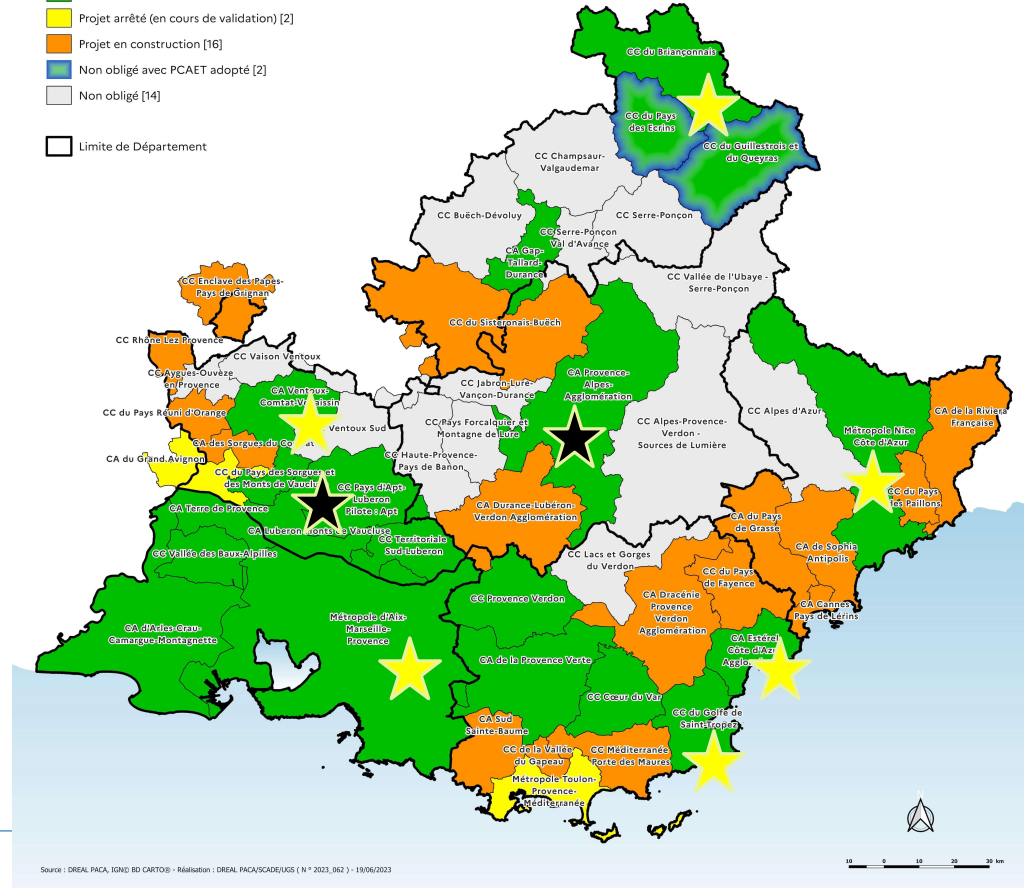 Projet arrêté (en cours de validation) [2]
Projet en construction [16]
Non obligé avec PCAET adopté [2]
Non obligé [14]
Limite de Département
CC du Briançonnais
CC du Pays
des Ecrins
CC du Guillestrois et
du Queyras
CC Champsaur-
Valgaudemar
CC Buëch-Dévoluy
CC Serre-Ponçon
CC Serre-Ponçon
Val d'Avance
CA Gap-
Tallard-
Durance
CC Vallée de l'Ubaye -
Serre-Ponçon
CC Enclave des Papes-
Pays de Grignan
CC du Sisteronais-Buëch
CC Rhône Lez Provence
CC Vaison Ventoux
CC Aygues-Ouvèze
en Provence
CC Jabron-Lure-
Vançon-Durance
CA Provence-
Alpes-
Agglomération
CA Ventoux-
Comtat-Venaissin
CC du Pays Réuni d'Orange
CC Alpes d'Azur
CA de la Riviera
Française
Ventoux Sud
CC Pays Forcalquier et
Montagne de Lure
CC Alpes-Provence-
Verdon -
Sources de Lumière
Métropole Nice
Côte d'Azur
CA des Sorgues du Co
CC Haute-Provence-
Pays de Banon
CA du Grand Avignon
CC du Pays des Sorgues et
des Monts de Vaucluse
CC Pays d'Apt-
Luberon
Pilote : Apt
CC du Pays
des Paillons
CA Terre de Provence
CA Durance-Lubéron-
Verdon Agglomération
CA du Pays
de Grasse
CA Luberon Monts de Vaucluse
CC Territoriale
Sud Luberon
CC Vallée des Baux-Alpilles
CC Lacs et Gorges
du Verdon
CA de Sophia
Antipolis
CC du Pays
de Fayence
CC Provence Verdon
CA Dracénie
Provence
Verdon
Agglomération
CA Cannes
Pays de Lérins
Métropole d'Aix-
Marseille-
Provence
CA d'Arles-Crau-
Camargue-Montagnette
CA Estérel
Côte d'Azur
Agglo
CA de la Provence Verte
CC Cœur du Var
CC du Golfe de
Saint-Tropez
CA Sud
Sainte-Baume
CC de la Vallée
du Gapeau
CC Méditerranée
Porte des Maures
Métropole Toulon-
Provence-
Méditerranée
N
10 0 10 20 30 km
Source : DREAL PACA, IGN© BD CARTO® - Réalisation : DREAL PACA/SCADE/UGS ( N ° 2023_062 ) - 19/06/2023